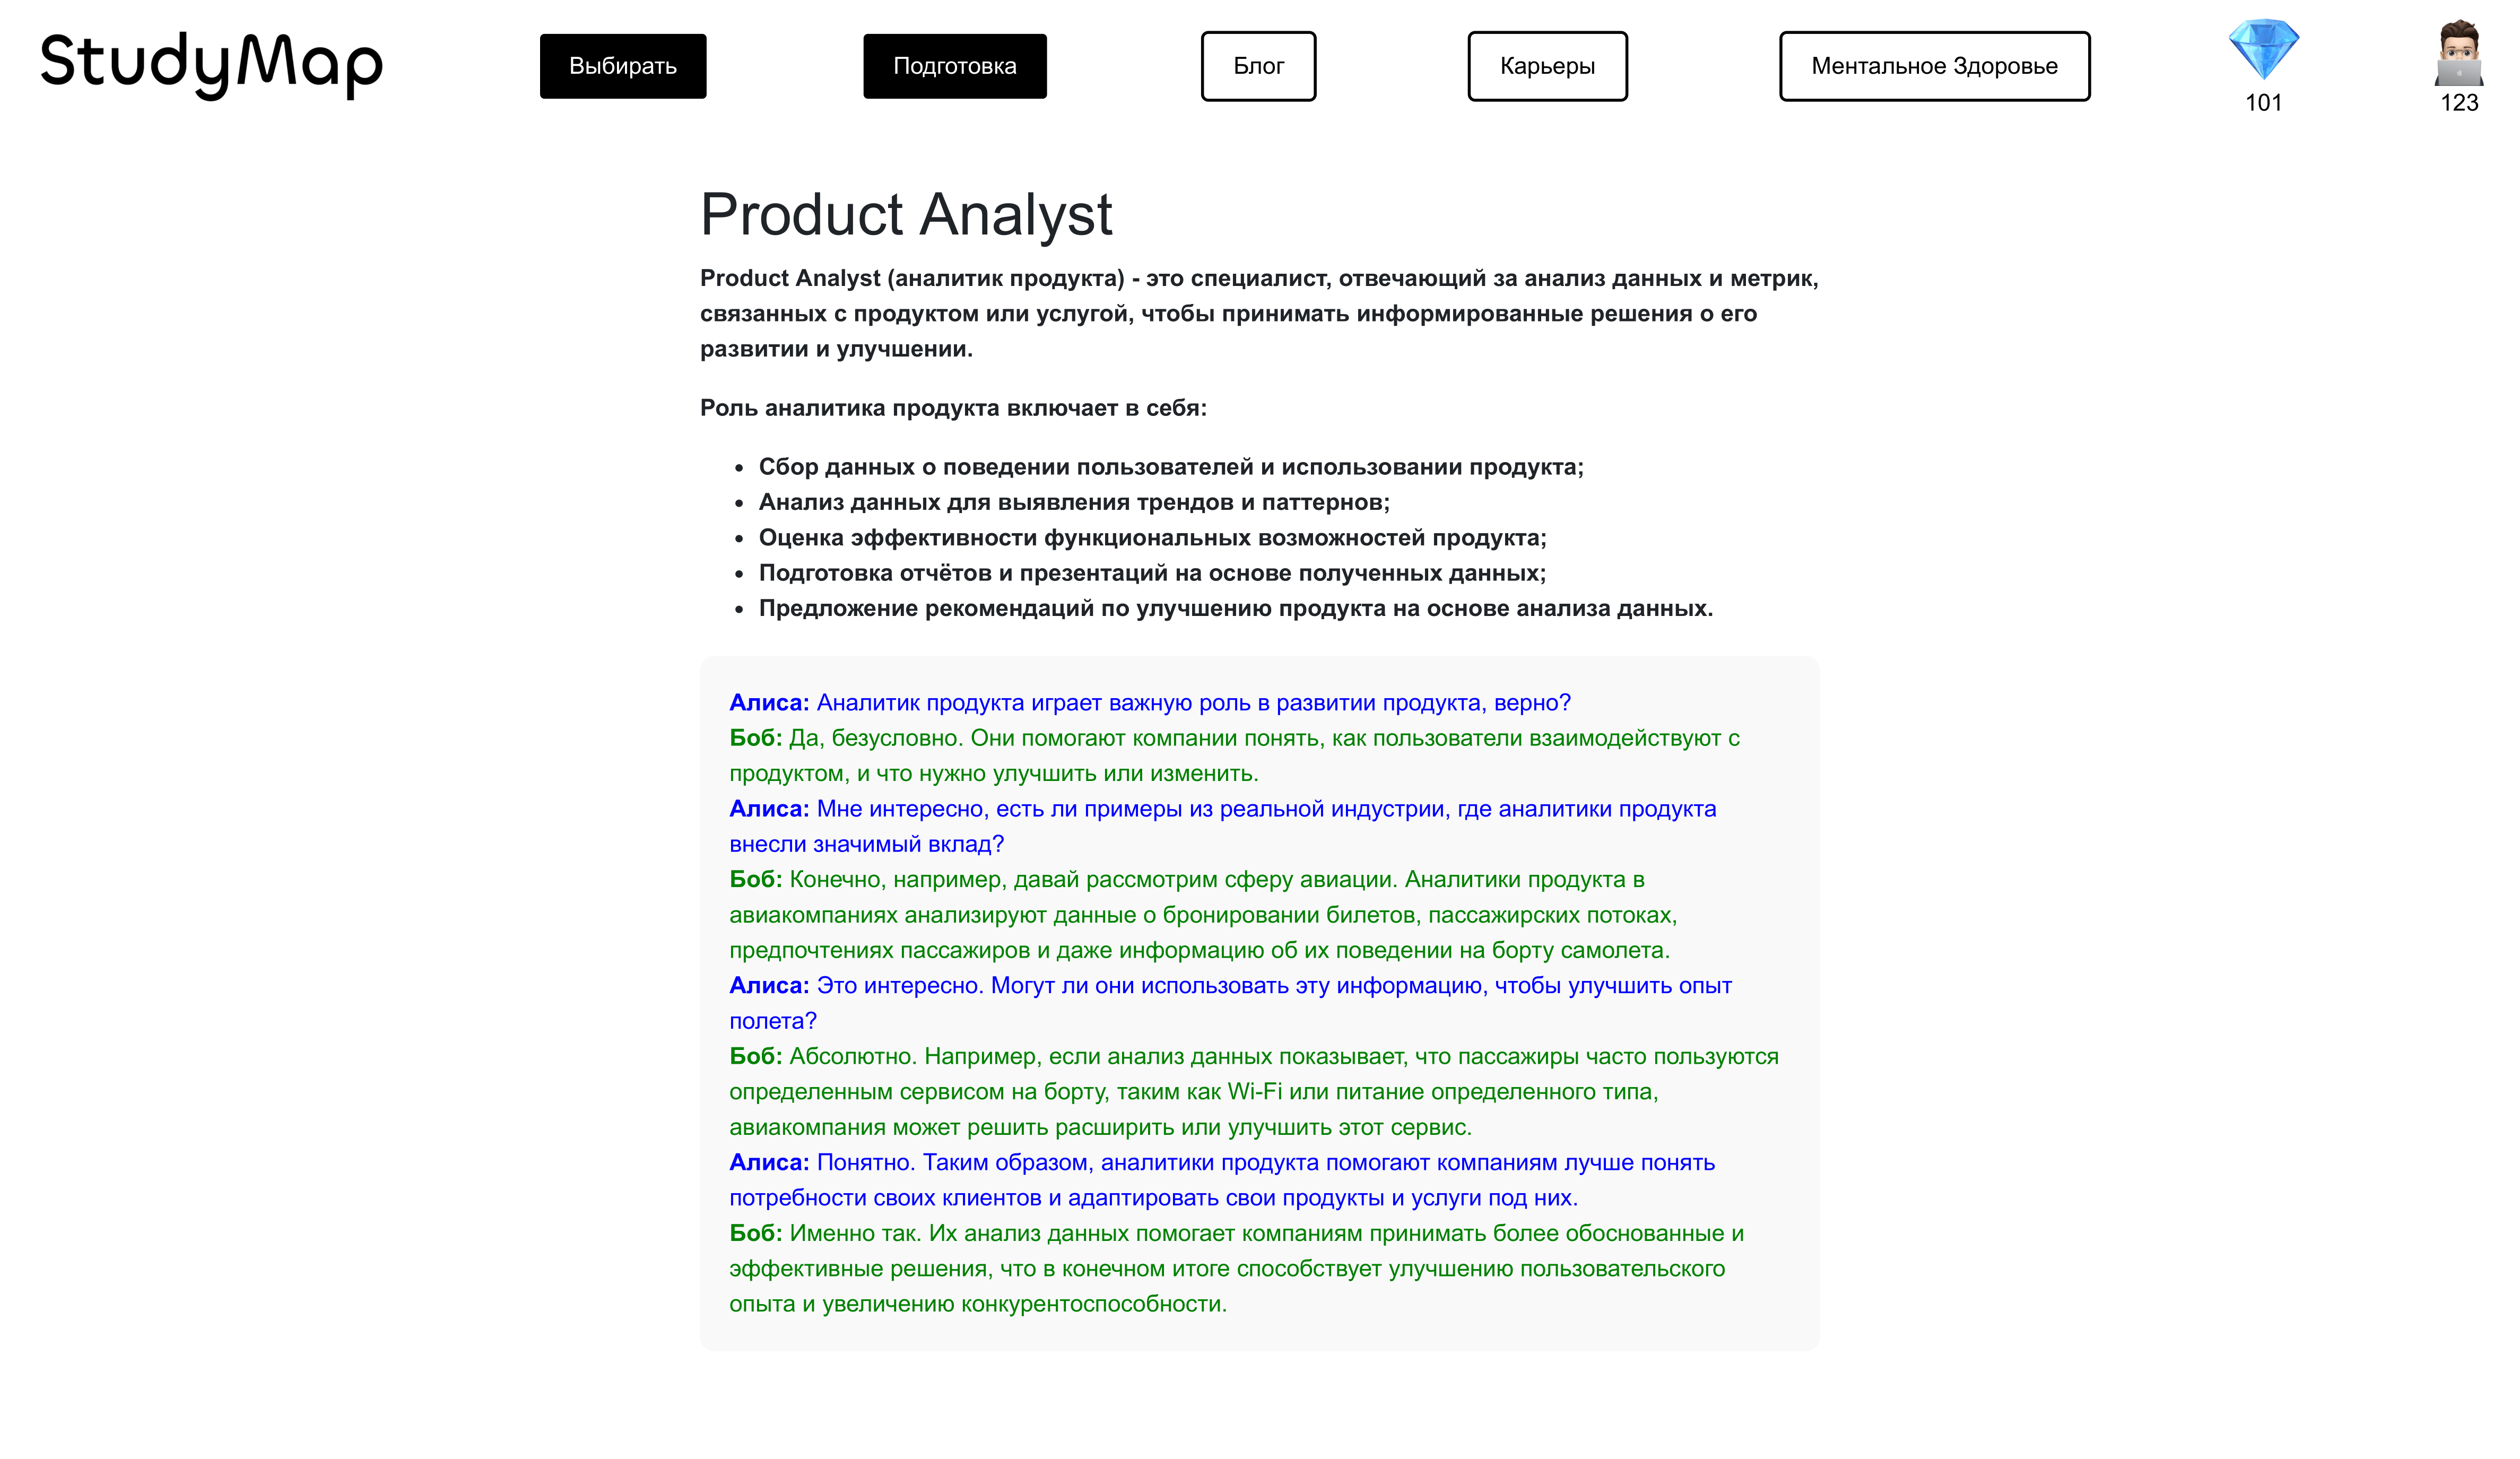 StudyMap
Выбирать
Подготовка
Блог
Карьеры
Ментальное Здоровье
101
123
Product Analyst
Product Analyst (аналитик продукта) - это специалист, отвечающий за анализ данных и метрик,
связанных с продуктом или услугой, чтобы принимать информированные решения о его
развитии и улучшении.
Роль аналитика продукта включает в себя:
• Сбор данных о поведении пользователей и использовании продукта;
• Анализ данных для выявления трендов и паттернов;
• Оценка эффективности функциональных возможностей продукта;
• Подготовка отчётов и презентаций на основе полученных данных;
• Предложение рекомендаций по улучшению продукта на основе анализа данных.
Алиса: Аналитик продукта играет важную роль в развитии продукта, верно?
Боб: Да, безусловно. Они помогают компании понять, как пользователи взаимодействуют с
продуктом, и что нужно улучшить или изменить.
Алиса: Мне интересно, есть ли примеры из реальной индустрии, где аналитики продукта
внесли значимый вклад?
Боб: Конечно, например, давай рассмотрим сферу авиации. Аналитики продукта в
авиакомпаниях анализируют данные о бронировании билетов, пассажирских потоках,
предпочтениях пассажиров и даже информацию об их поведении на борту самолета.
Алиса: Это интересно. Могут ли они использовать эту информацию, чтобы улучшить опыт
полета?
Боб: Абсолютно. Например, если анализ данных показывает, что пассажиры часто пользуются
определенным сервисом на борту, таким как Wi-Fi или питание определенного типа,
авиакомпания может решить расширить или улучшить этот сервис.
Алиса: Понятно. Таким образом, аналитики продукта помогают компаниям лучше понять
потребности своих клиентов и адаптировать свои продукты и услуги под них.
Боб: Именно так. Их анализ данных помогает компаниям принимать более обоснованные и
эффективные решения, что в конечном итоге способствует улучшению пользовательского
опыта и увеличению конкурентоспособности.